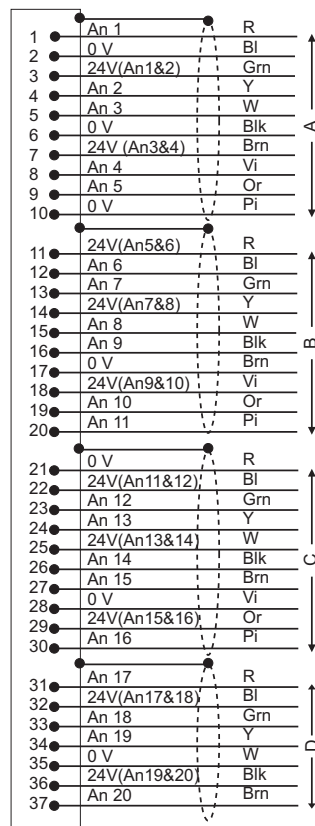 1 An 1 R
2 0 V Bl
3 24V(An1&2) Grn
4 An 2 Y
5 An 3 W
6 0 V Blk
7 24V (An3&4) Brn
8 An 4 Vi
9 An 5 Or
10 0 V Pi
A
11 24V(An5&6) R
12 An 6 Bl
13 An 7 Grn
14 24V(An7&8) Y
15 An 8 W
16 An 9 Blk
17 0 V Brn
18 24V(An9&10) Vi
19 An 10 Or
20 An 11 Pi
B
21 0 V R
22 24V(An11&12) Bl
23 An 12 Grn
24 An 13 Y
25 24V(An13&14) W
26 An 14 Blk
27 An 15 Brn
28 0 V Vi
29 24V(An15&16) Or
30 An 16 Pi
C
31 An 17 R
32 24V(An17&18) Bl
33 An 18 Grn
34 An 19 Y
35 0 V W
36 24V(An19&20) Blk
37 An 20 Brn
D